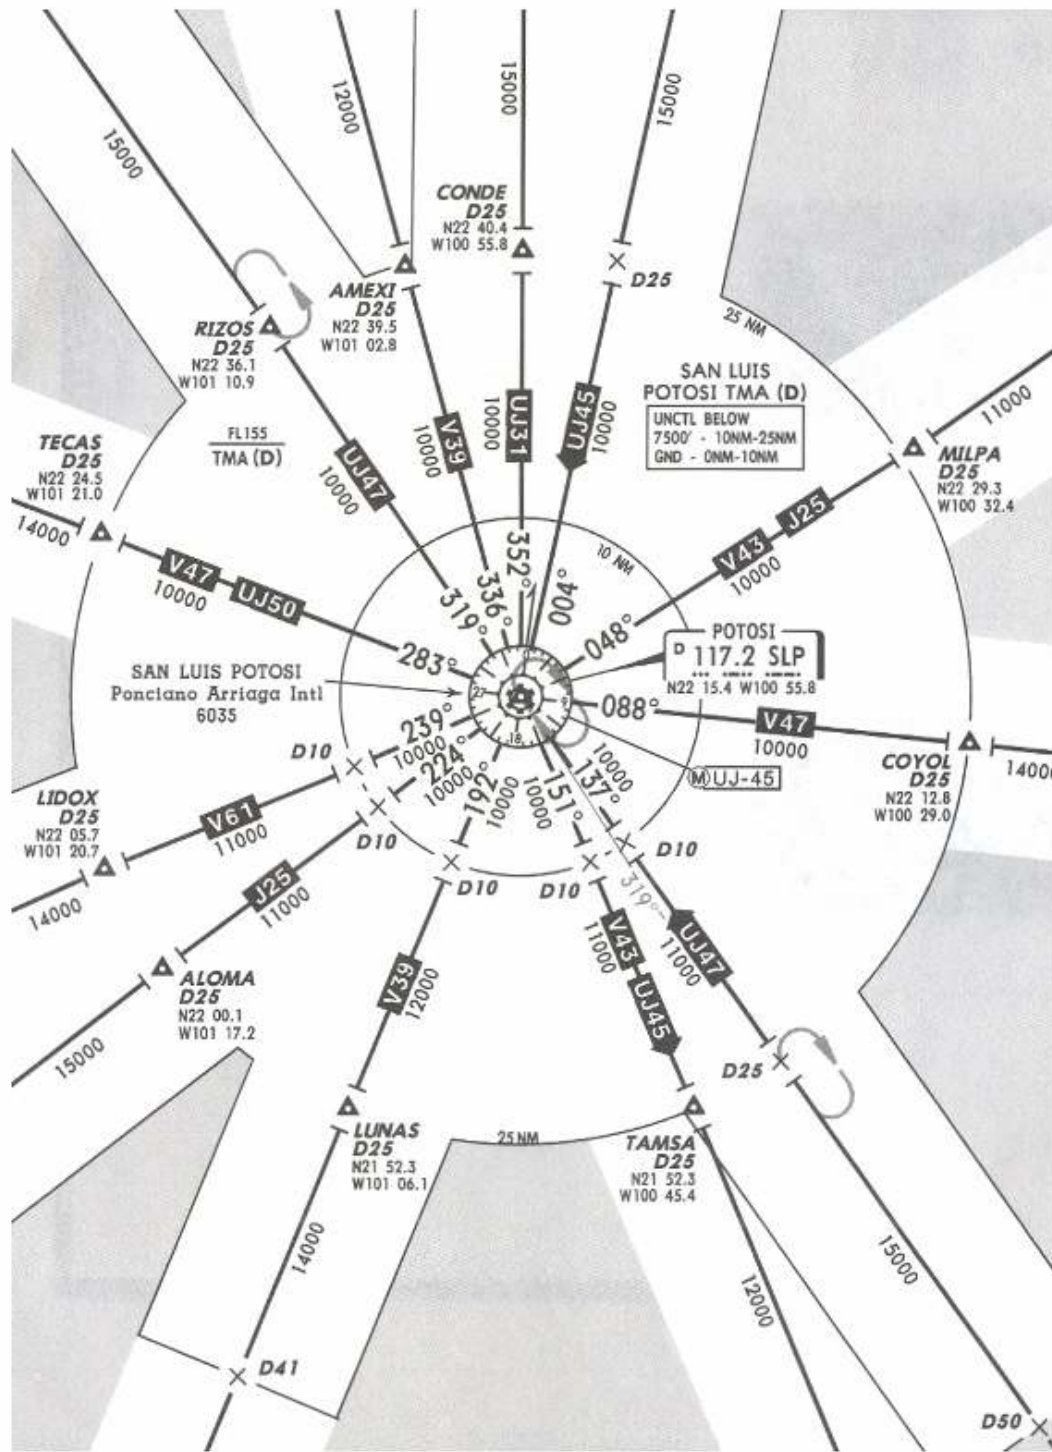 15000
12000
15000
15000
CONDE
D25
N22 40.4
W100 55.8
D25
AMEXI
D25
N22 39.5
W101 02.8
RIZOS
D25
N22 36.1
W101 10.9
25 NM
SAN LUIS
POTOSI TMA (D)
UNCTL BELOW
7500' - 10NM-25NM
GND - 0NM-10NM
11000
FL155
TMA (D)
TECAS
D25
N22 24.5
W101 21.0
14000
MILPA
D25
N22 29.3
W100 32.4
UJ47
10000
V39
10000
UJ31
10000
UJ45
10000
V43
J25
10000
V47
UJ50
10000
10 NM
319°
336°
352°
004°
048°
283°
POTOSI
D 117.2 SLP
N22 15.4 W100 55.8
SAN LUIS POTOSI
Ponciano Arriaga Intl
6035
27
0
9
18
088°
V47
10000
M UJ-45
COYOL
D25
N22 12.8
W100 29.0
14000
239°
10000
224°
10000
192°
10000
151°
10000
137°
10000
D10
D10
D10
D10
D10
319°
LIDOX
D25
N22 05.7
W101 20.7
14000
V61
11000
J25
11000
ALOMA
D25
N22 00.1
W101 17.2
15000
V39
12000
V43
11000
UJ45
UJ47
11000
D25
LUNAS
D25
N21 52.3
W101 06.1
25 NM
TAMSA
D25
N21 52.3
W100 45.4
14000
12000
15000
D41
D50